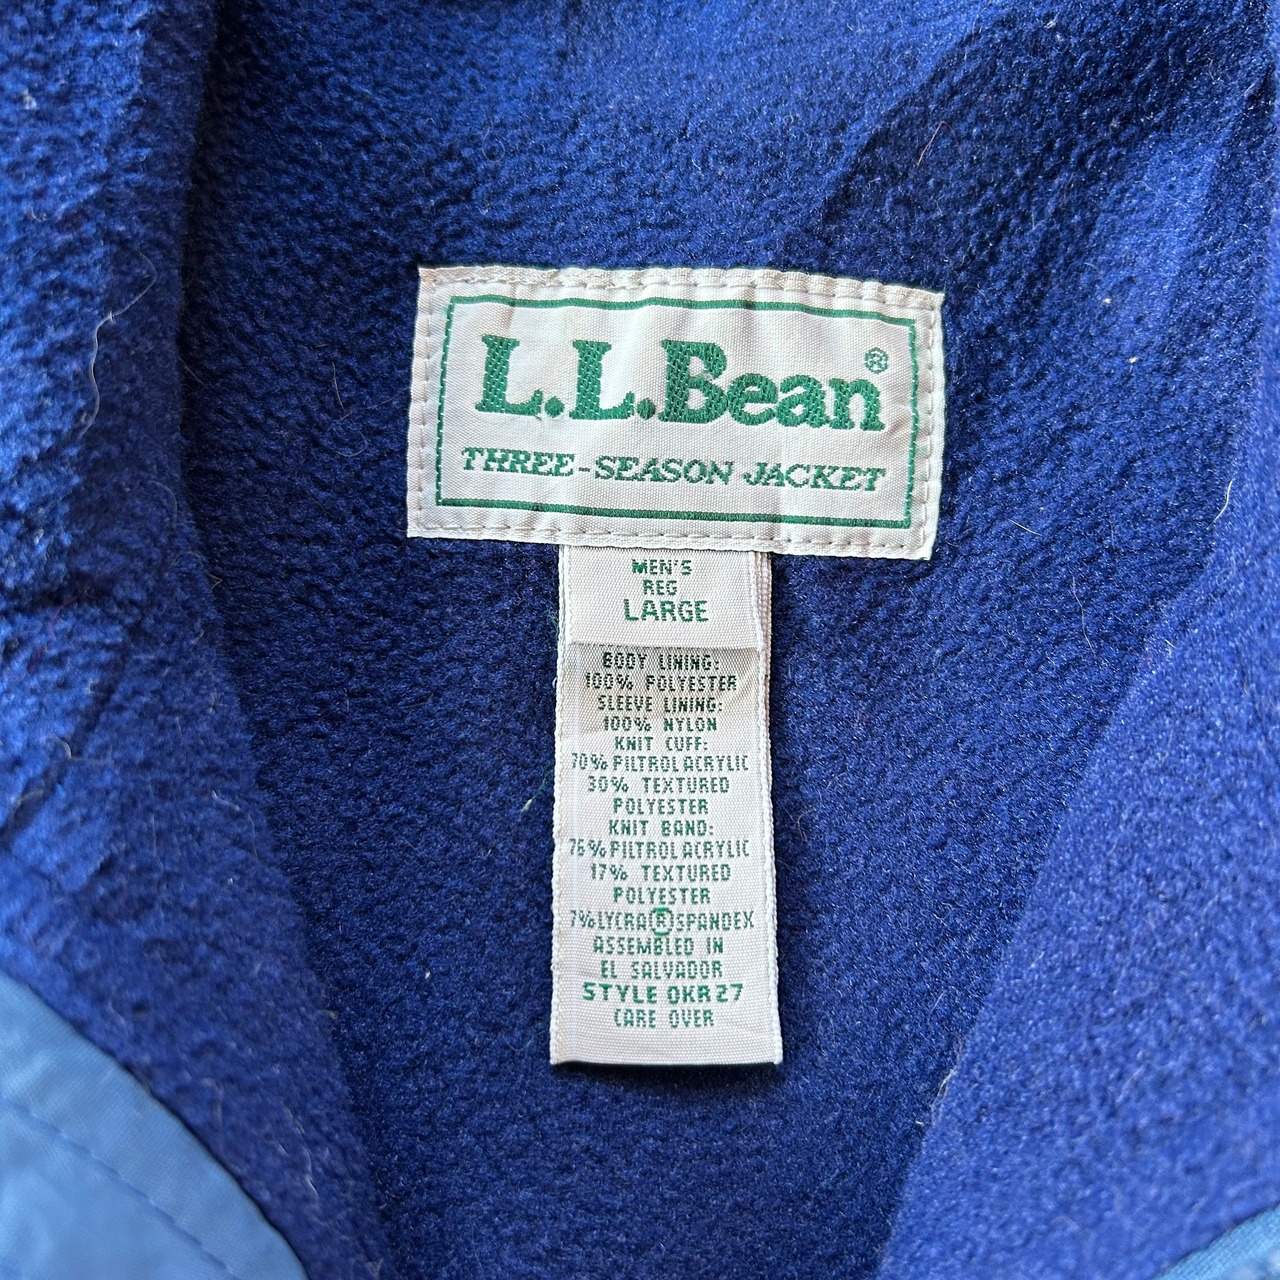 L.L.Bean®
THREE-SEASON JACKET
MEN'S
REG
LARGE
BODY LINING:
100% POLYESTER
SLEEVE LINING:
100% NYLON
KNIT CUFF:
70% PILTROL ACRYLIC
30% TEXTURED
POLYESTER
KNIT BAND:
76% PILTROL ACRYLIC
17% TEXTURED
POLYESTER
7% LYCRA® SPANDEX
ASSEMBLED IN
EL SALVADOR
STYLE 0KR27
CARE OVER